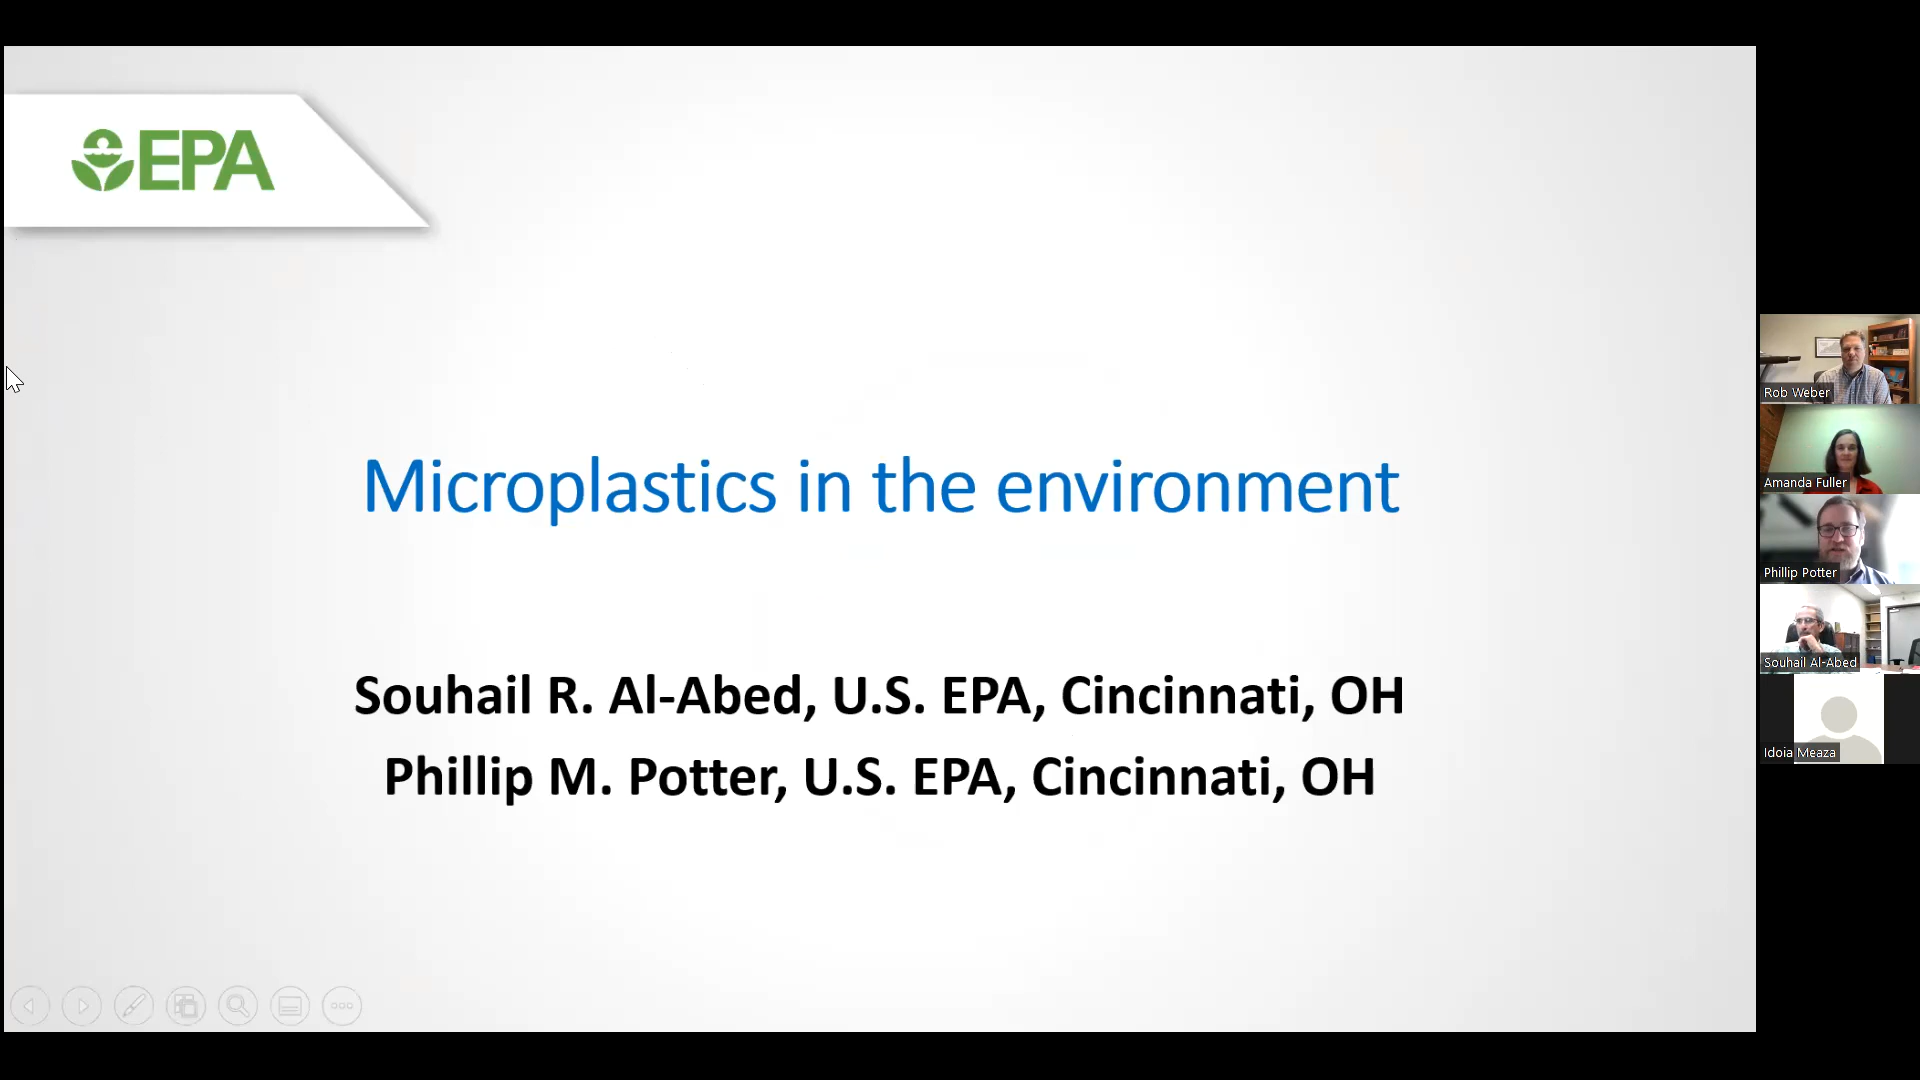 EPA
Microplastics in the environment
Souhail R. Al-Abed, U.S. EPA, Cincinnati, OH
Phillip M. Potter, U.S. EPA, Cincinnati, OH
Rob Weber
Amanda Fuller
Phillip Potter
Souhail Al-Abed
Idoia Meaza